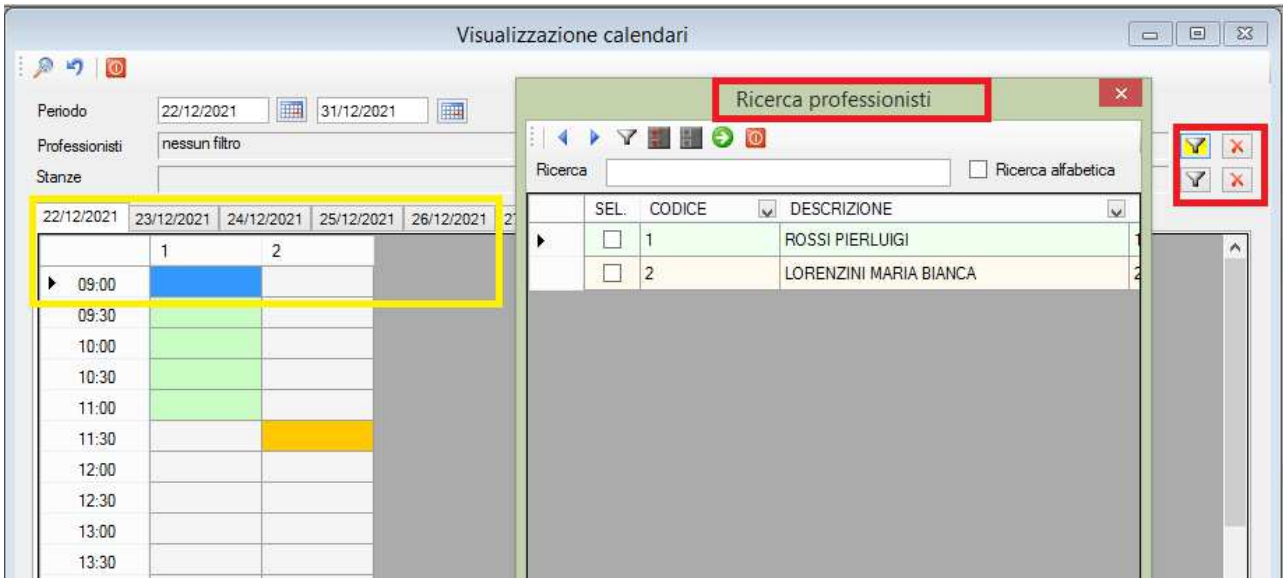 Visualizzazione calendari
Periodo 22/12/2021 31/12/2021
Professionisti nessun filtro
Stanze
22/12/2021 23/12/2021 24/12/2021 25/12/2021 26/12/2021
1 2
09:00
09:30
10:00
10:30
11:00
11:30
12:00
12:30
13:00
13:30
Ricerca professionisti
Ricerca Ricerca alfabetica
SEL. CODICE DESCRIZIONE
1 ROSSI PIERLUIGI 1
2 LORENZINI MARIA BIANCA 2